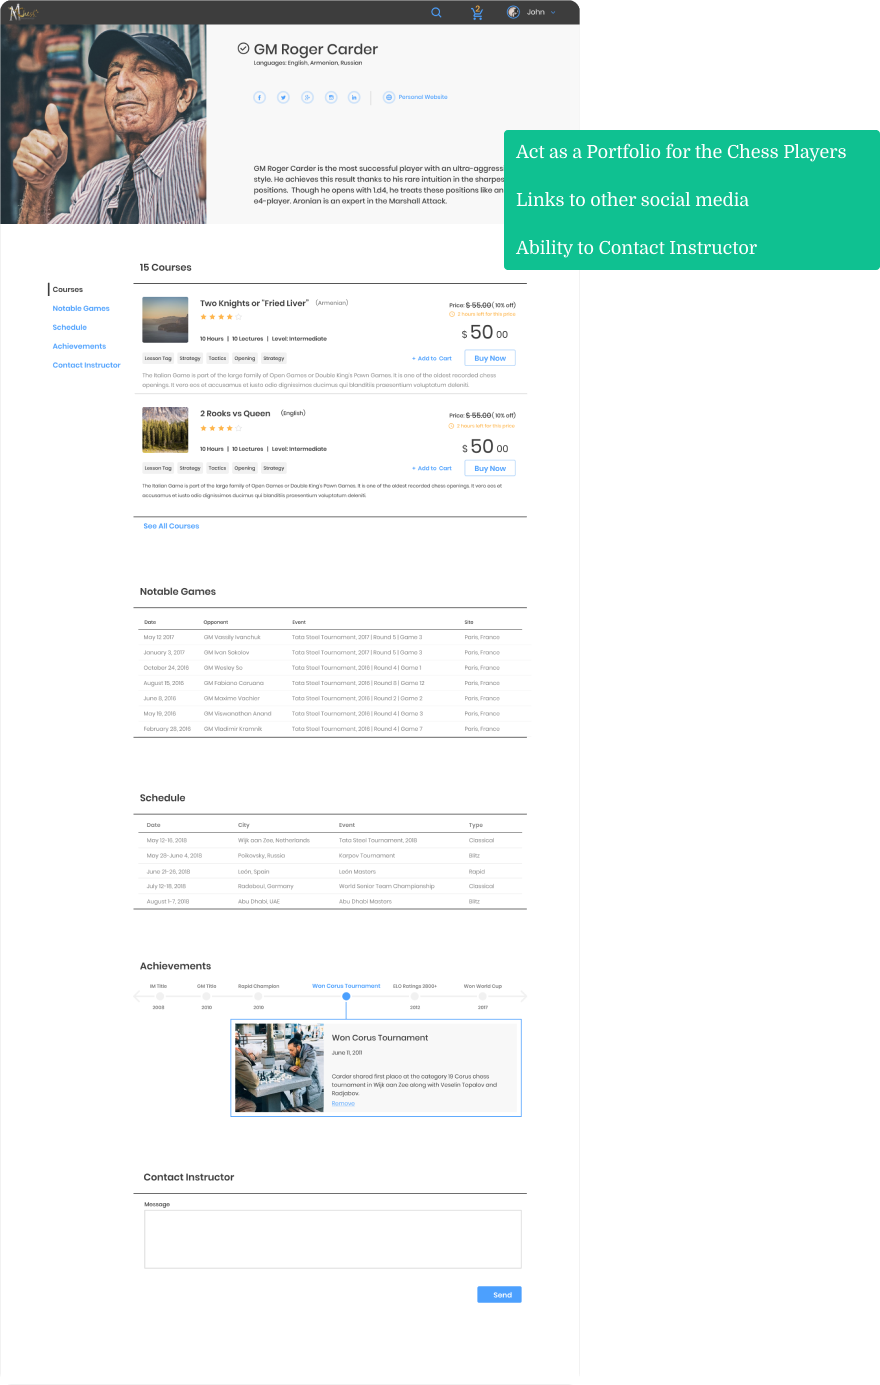 MChess
2
John
GM Roger Carder
Languages: English, Armenian, Russian
Personal Website
GM Roger Carder is the most successful player with an ultra-aggress
style. He achieves this result thanks to his rare intuition in the sharpes
positions. Though he opens with 1.d4, he treats these positions like an
e4-player. Aronian is an expert in the Marshall Attack.
Act as a Portfolio for the Chess Players
Links to other social media
Ability to Contact Instructor
Courses
Notable Games
Schedule
Achievements
Contact Instructor
15 Courses
Two Knights or "Fried Liver" (Armenian)
Price: $ 55.00 ( 10% off)
2 hours left for this price
$ 50 00
10 Hours | 10 Lectures | Level: Intermediate
Lesson Tag Strategy Tactics Opening Strategy
+ Add to Cart Buy Now
The Italian Game is part of the large family of Open Games or Double King's Pawn Games. It is one of the oldest recorded chess
openings. it vero eos et accusamus et iusto odio dignissimos ducimus qui blanditiis praesentium voluptatum deleniti.
2 Rooks vs Queen (English)
Price: $ 55.00 ( 10% off)
2 hours left for this price
$ 50 00
10 Hours | 10 Lectures | Level: Intermediate
Lesson Tag Strategy Tactics Opening Strategy
+ Add to Cart Buy Now
The Italian Game is part of the large family of Open Games or Double King's Pawn Games. It is one of the oldest recorded chess openings. it vero eos et
accusamus et iusto odio dignissimos ducimus qui blanditiis praesentium voluptatum deleniti.
See All Courses
Notable Games
Date Opponent Event Site
May 12 2017 GM Vassily Ivanchuk Tata Steel Tournament, 2017 | Round 5 | Game 3 Paris, France
January 3, 2017 GM Ivan Sokolov Tata Steel Tournament, 2017 | Round 5 | Game 3 Paris, France
October 24, 2016 GM Wesley So Tata Steel Tournament, 2016 | Round 4 | Game 1 Paris, France
August 15, 2016 GM Fabiano Caruana Tata Steel Tournament, 2016 | Round 8 | Game 12 Paris, France
June 8, 2016 GM Maxime Vachier Tata Steel Tournament, 2016 | Round 2 | Game 2 Paris, France
May 19, 2016 GM Viswanathan Anand Tata Steel Tournament, 2016 | Round 4 | Game 3 Paris, France
February 28, 2016 GM Vladimir Kramnik Tata Steel Tournament, 2016 | Round 4 | Game 7 Paris, France
Schedule
Date City Event Type
May 12-18, 2018 Wijk aan Zee, Netherlands Tata Steel Tournament, 2018 Classical
May 28-June 4, 2018 Poikovsky, Russia Karpov Tournament Blitz
June 21-26, 2018 León, Spain León Masters Rapid
July 12-18, 2018 Radebeul, Germany World Senior Team Championship Classical
August 1-7, 2018 Abu Dhabi, UAE Abu Dhabi Masters Blitz
Achievements
IM Title GM Title Rapid Champion Won Corus Tournament ELO Ratings 2800+ Won World Cup
2008 2010 2010 2012 2017
Won Corus Tournament
June 11, 2011
Carder shared first place at the category 19 Corus chess
tournament in Wijk aan Zee along with Veselin Topalov and
Radjabov.
Remove
Contact Instructor
Message
Send